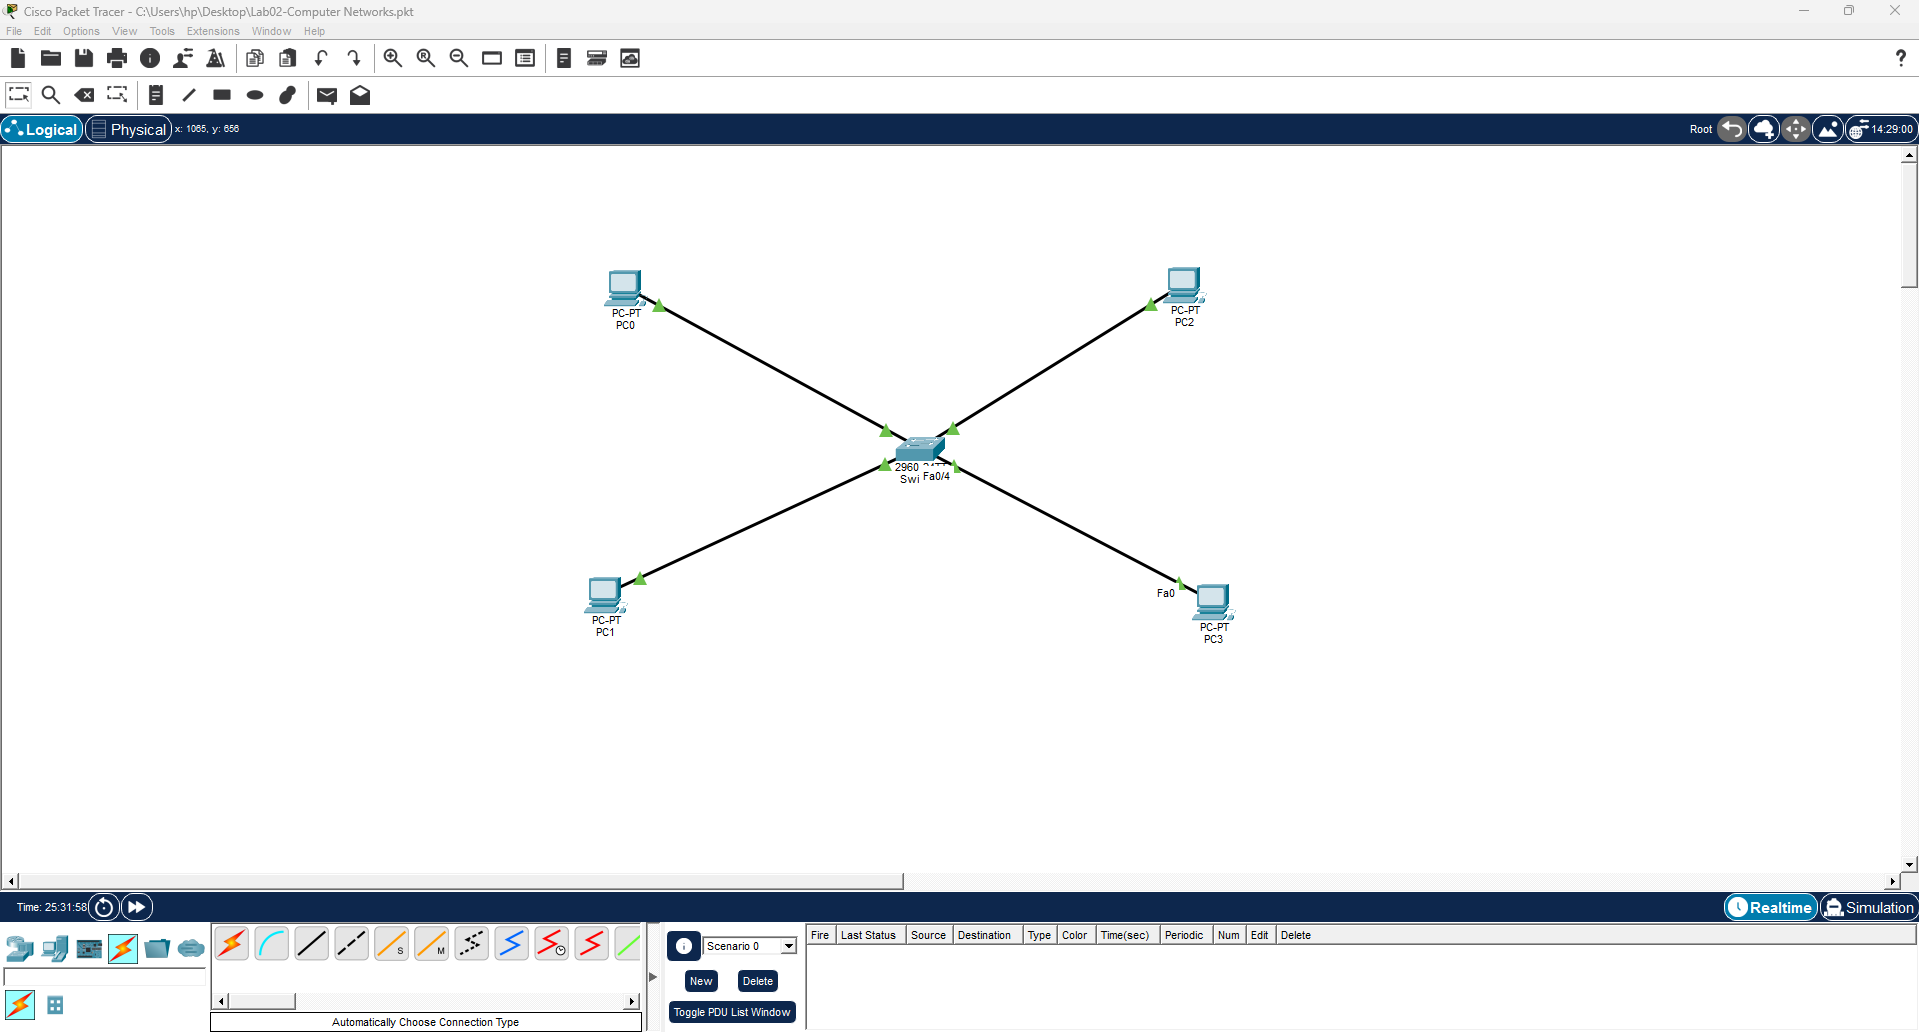 Cisco Packet Tracer - C:\Users\hp\Desktop\Lab02-Computer Networks.pkt
File Edit Options View Tools Extensions Window Help
?
Logical Physical x: 1065, y: 656 Root 14:29:00
PC-PT
PC0
PC-PT
PC2
2960
Swi Fa0/4
PC-PT
PC1
Fa0
PC-PT
PC3
Time: 25:31:58 Realtime Simulation
Scenario 0
New Delete
Toggle PDU List Window
Fire Last Status Source Destination Type Color Time(sec) Periodic Num Edit Delete
S M
Automatically Choose Connection Type